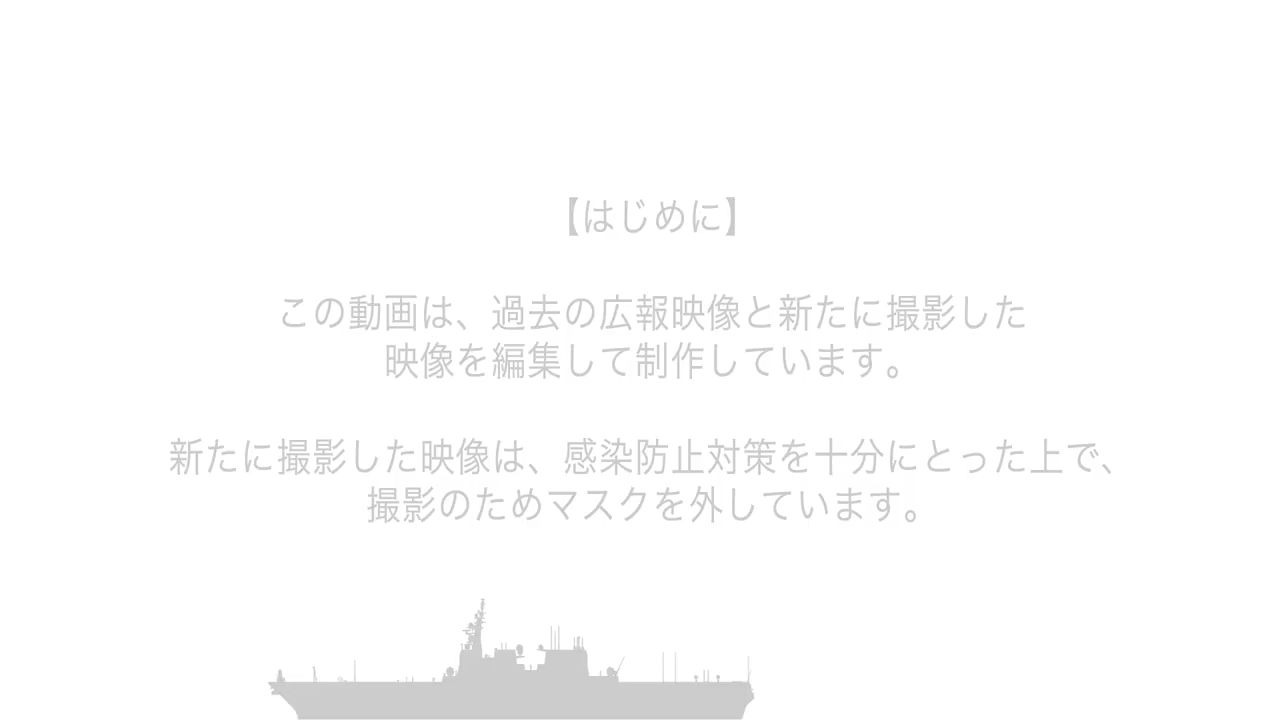 【はじめに】
この動画は、過去の広報映像と新たに撮影した
映像を編集して制作しています。
新たに撮影した映像は、感染防止対策を十分にとった上で、
撮影のためマスクを外しています。